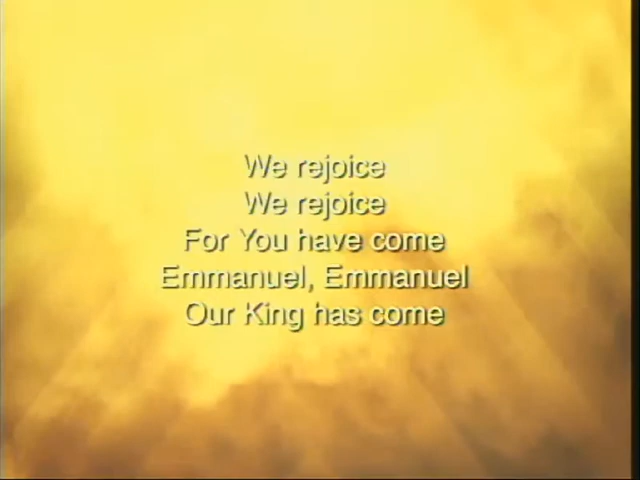 We rejoice
We rejoice
For You have come
Emmanuel, Emmanuel
Our King has come